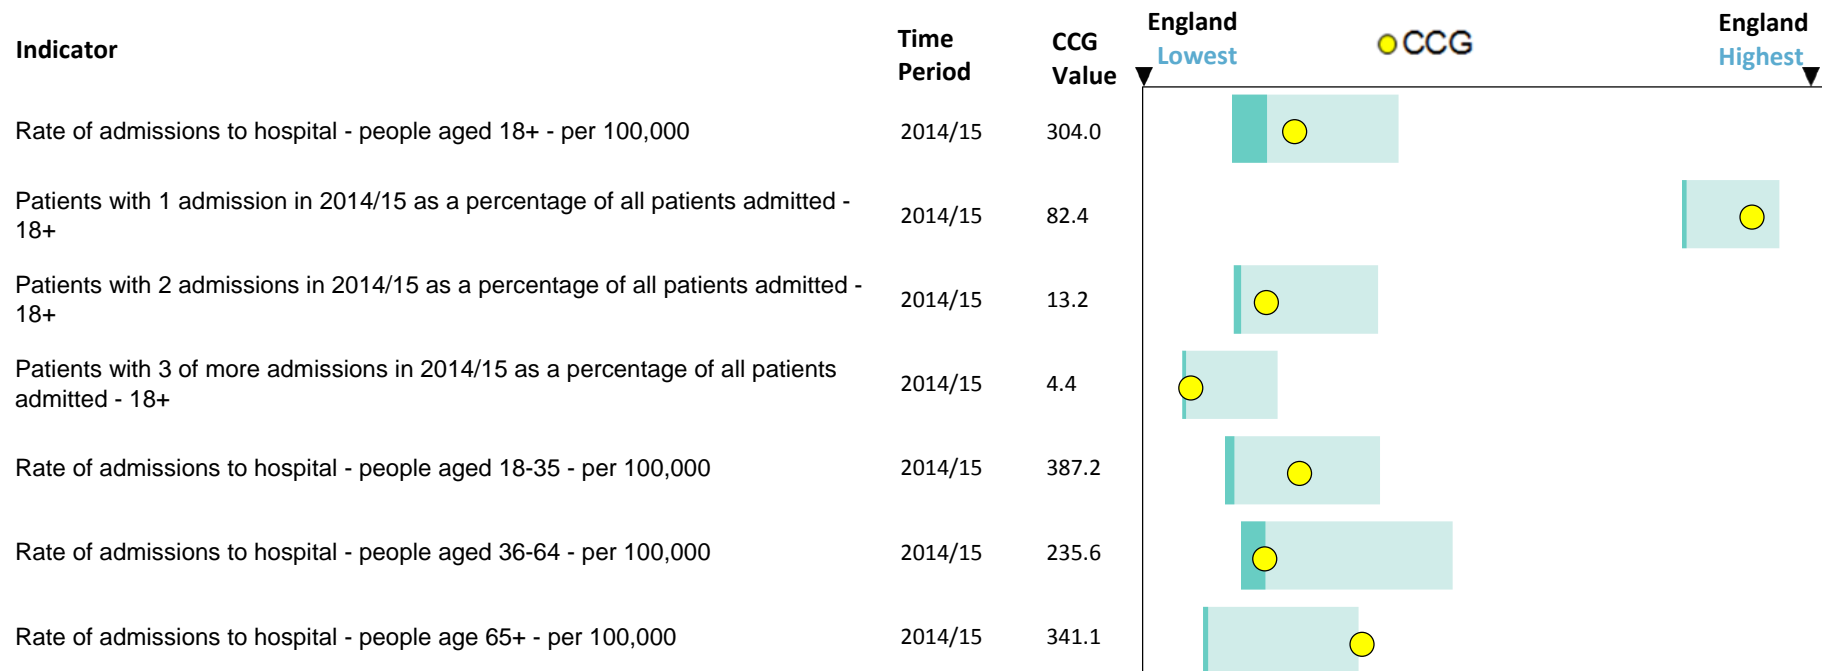 Indicator
Time
Period
CCG
Value
England
Lowest
CCG
England
Highest
Rate of admissions to hospital - people aged 18+ - per 100,000 2014/15 304.0
Patients with 1 admission in 2014/15 as a percentage of all patients admitted -
18+
2014/15 82.4
Patients with 2 admissions in 2014/15 as a percentage of all patients admitted -
18+
2014/15 13.2
Patients with 3 of more admissions in 2014/15 as a percentage of all patients
admitted - 18+
2014/15 4.4
Rate of admissions to hospital - people aged 18-35 - per 100,000 2014/15 387.2
Rate of admissions to hospital - people aged 36-64 - per 100,000 2014/15 235.6
Rate of admissions to hospital - people age 65+ - per 100,000 2014/15 341.1